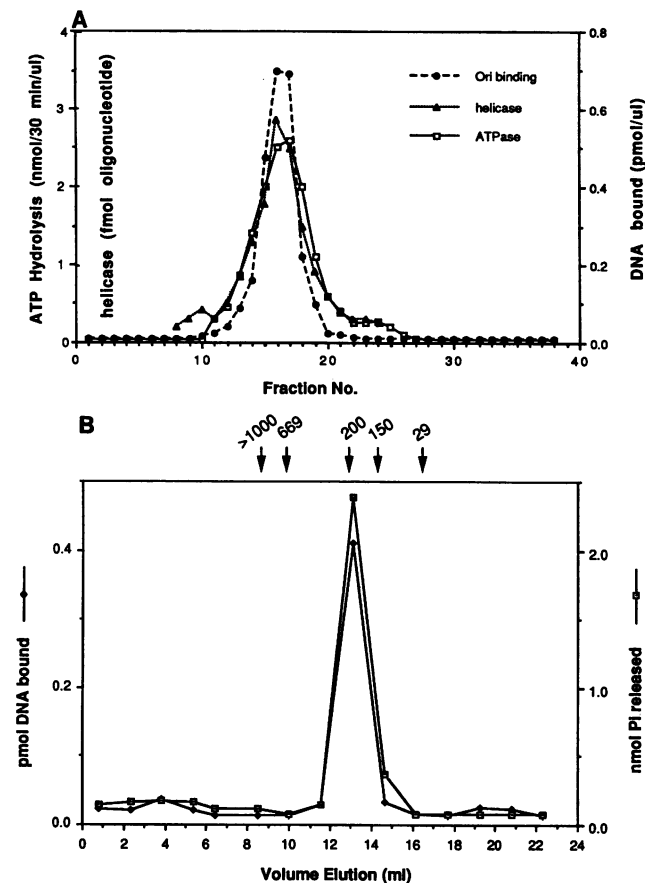 A
ATP Hydrolysis (nmol/30 min/ul)
helicase (fmol oligonucleotide)
DNA bound (pmol/ul)
4
3
2
1
0
0.8
0.6
0.4
0.2
0.0
Ori binding
helicase
ATPase
0 10 20 30 40
Fraction No.
B
>1000 669 200 150 29
pmol DNA bound
nmol Pi released
0.4
0.2
0.0
2.0
1.0
0.0
0 2 4 6 8 10 12 14 16 18 20 22 24
Volume Elution (ml)